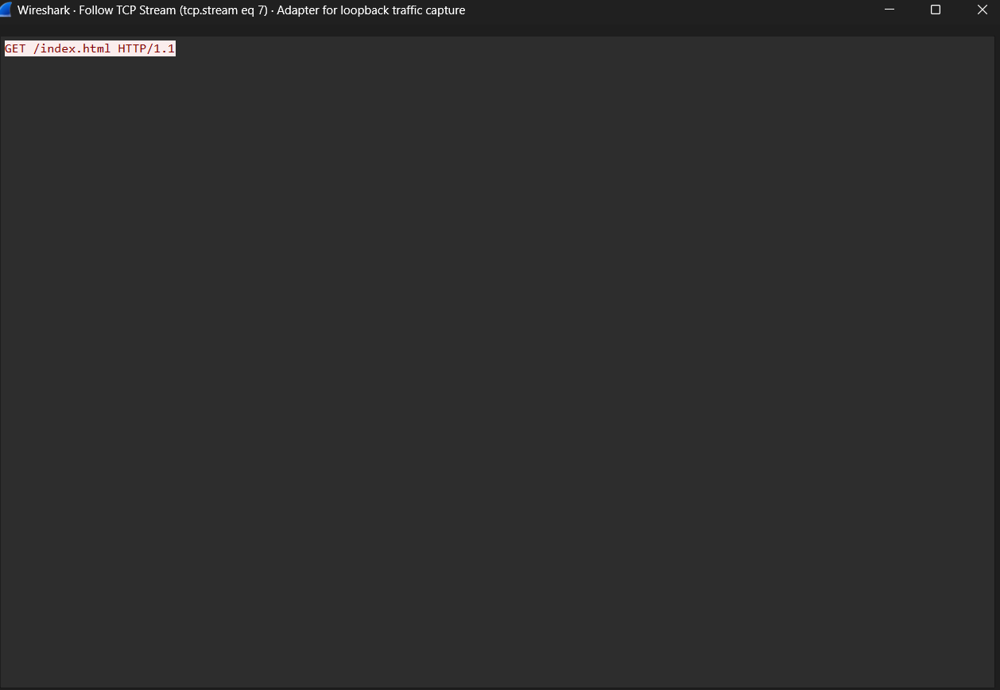 Wireshark · Follow TCP Stream (tcp.stream eq 7) · Adapter for loopback traffic capture
GET /index.html HTTP/1.1